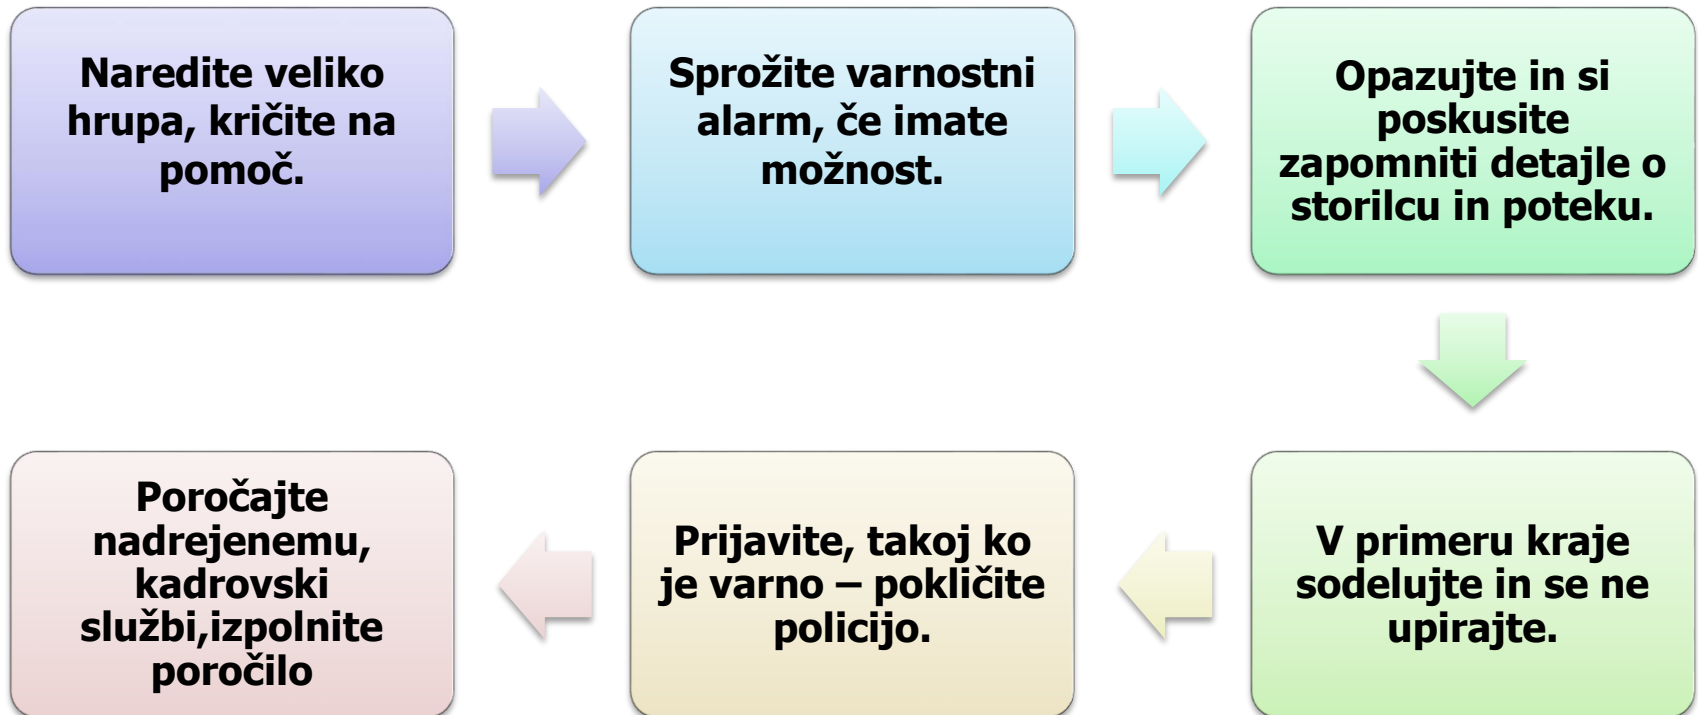 Naredite veliko
hrupa, kričite na
pomoč.
Sprožite varnostni
alarm, če imate
možnost.
Opazujte in si
poskusite
zapomniti detajle o
storilcu in poteku.
V primeru kraje
sodelujte in se ne
upirajte.
Prijavite, takoj ko
je varno – pokličite
policijo.
Poročajte
nadrejenemu,
kadrovski
službi,izpolnite
poročilo